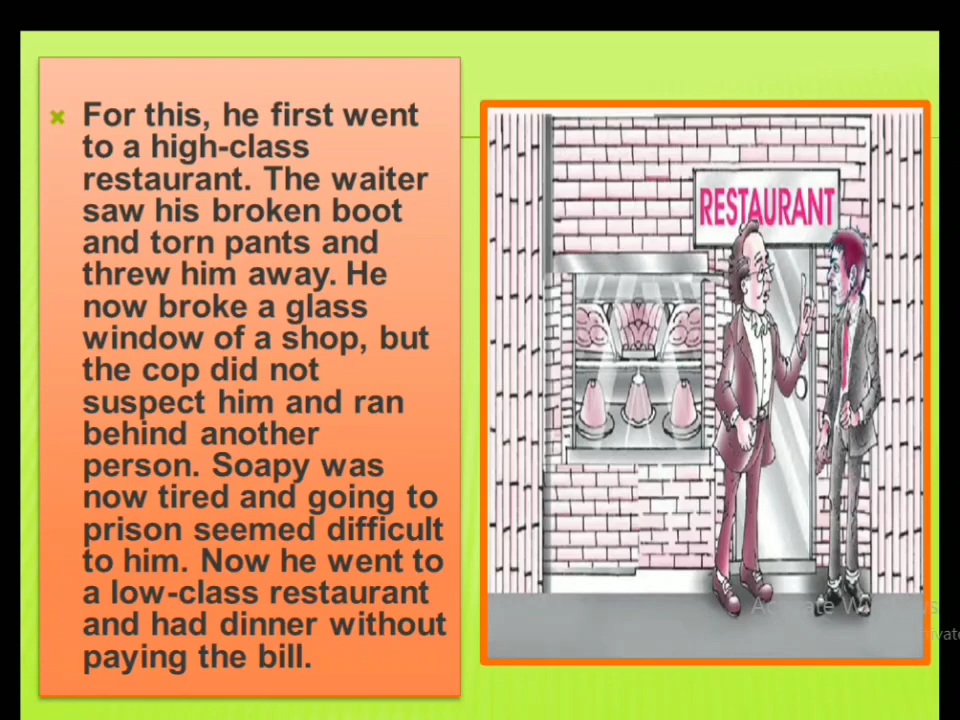 For this, he first went
to a high-class
restaurant. The waiter
saw his broken boot
and torn pants and
threw him away. He
now broke a glass
window of a shop, but
the cop did not
suspect him and ran
behind another
person. Soapy was
now tired and going to
prison seemed difficult
to him. Now he went to
a low-class restaurant
and had dinner without
paying the bill.
RESTAURANT